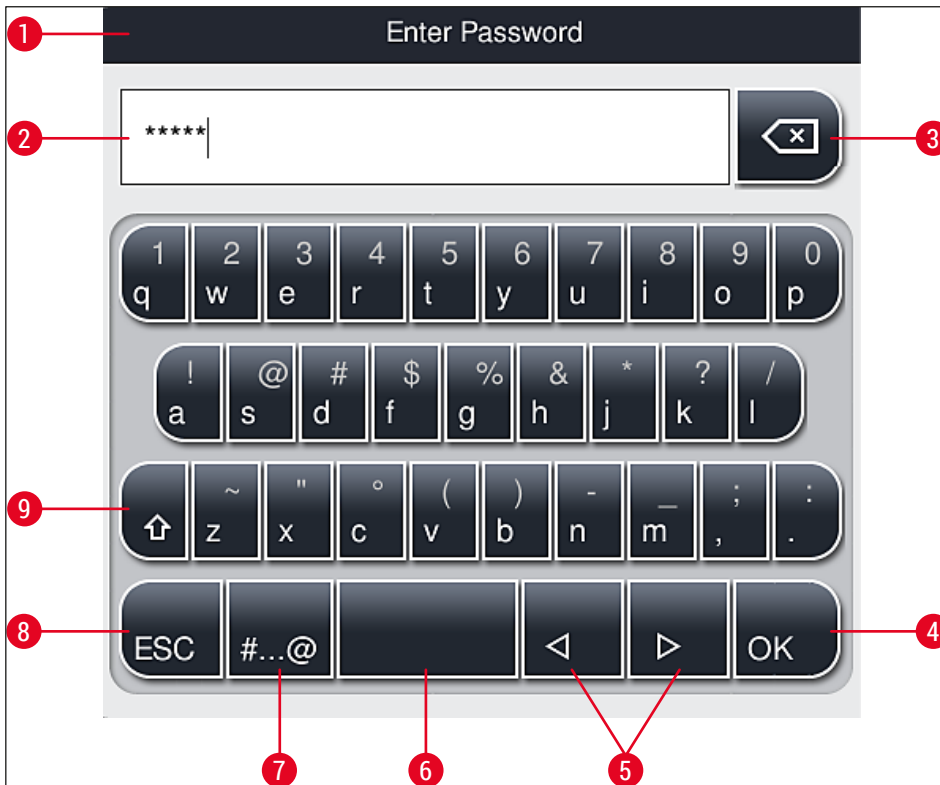 1 Enter Password
2 ***** 3
1 2 3 4 5 6 7 8 9 0
q w e r t y u i o p
! @ # $ % & * ? /
a s d f g h j k l
9 ~ " ° ( ) - _ ; :
z x c v b n m , .
8 ESC #...@ OK 4
7 6 5